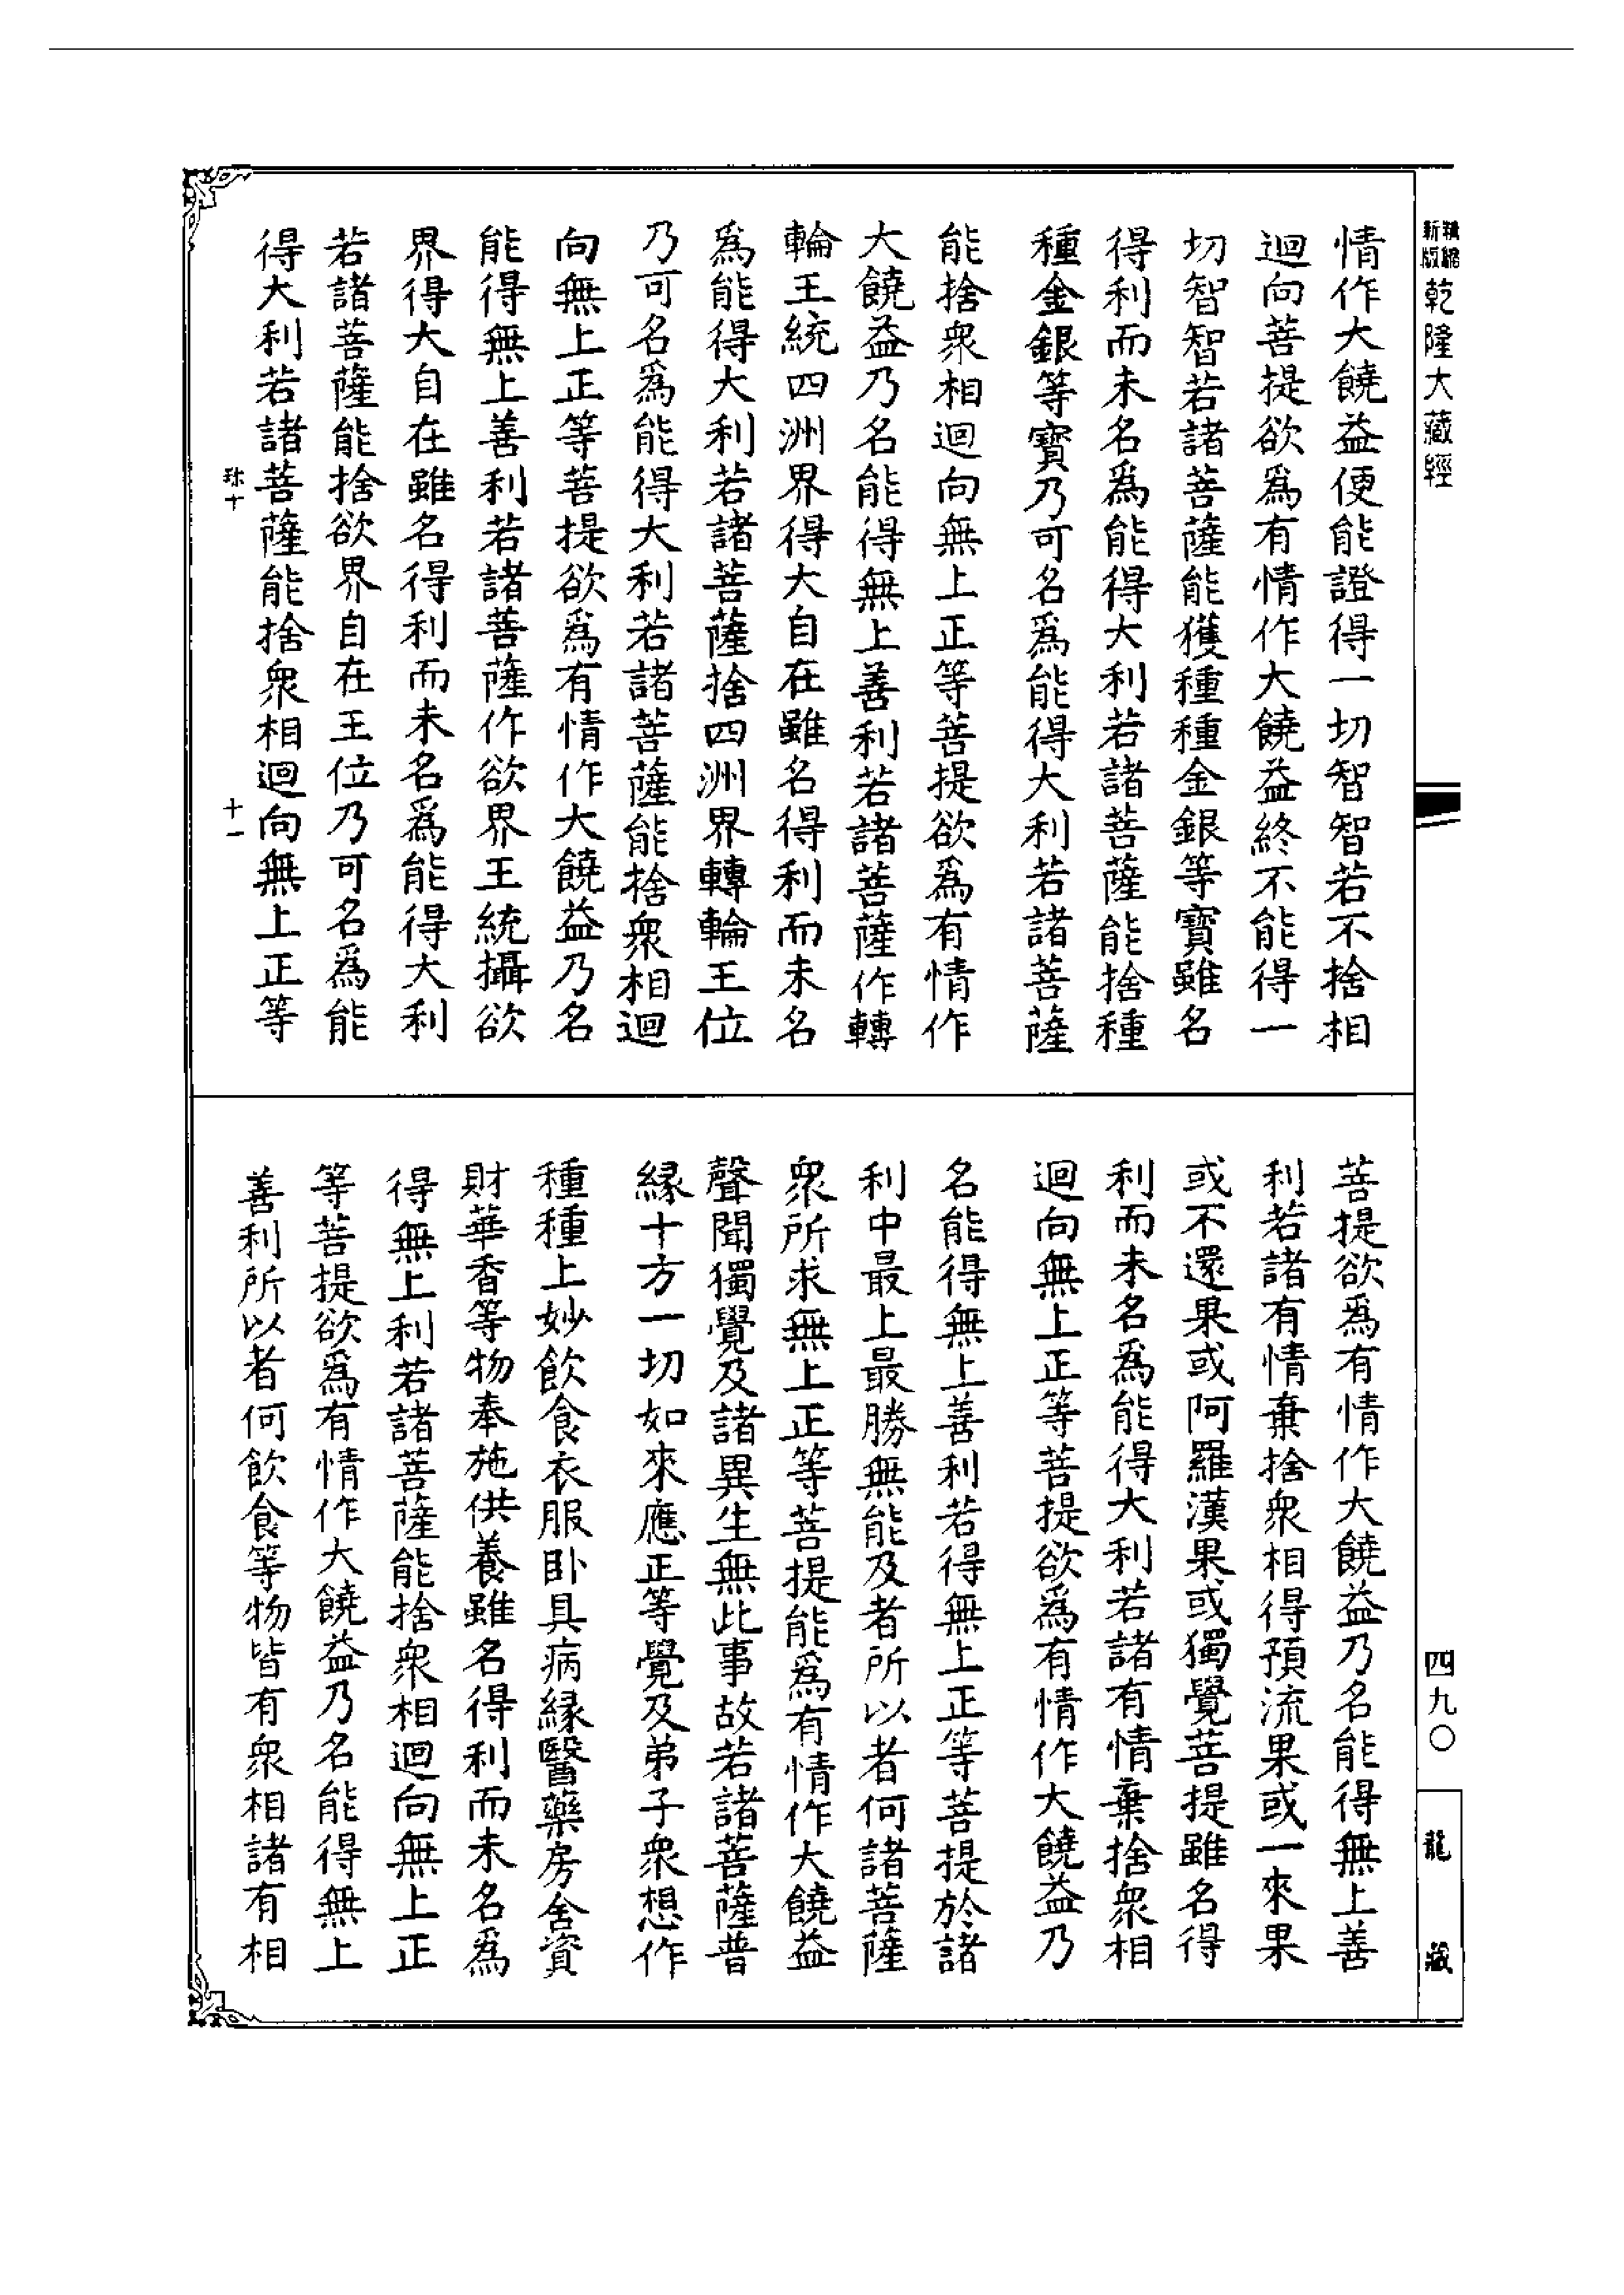 新版精縮
乾隆大藏經
四九〇
龍藏
情作大饒益便能證得一切智智若不捨相
迴向菩提欲爲有情作大饒益終不能得一
切智智若諸菩薩能獲種種金銀等寶雖名
得利而未名爲能得大利若諸菩薩能捨種
種金銀等寶乃可名爲能得大利若諸菩薩
能捨衆相迴向無上正等菩提欲爲有情作
大饒益乃名能得無上善利若諸菩薩作轉
輪王統四洲界得大自在雖名得利而未名
爲能得大利若諸菩薩捨四洲界轉輪王位
乃可名爲能得大利若諸菩薩能捨衆相迴
向無上正等菩提欲爲有情作大饒益乃名
能得無上善利若諸菩薩作欲界王統攝欲
界得大自在雖名得利而未名爲能得大利
若諸菩薩能捨欲界自在王位乃可名爲能
得大利若諸菩薩能捨衆相迴向無上正等
珠十
十一
菩提欲爲有情作大饒益乃名能得無上善
利若諸有情棄捨衆相得預流果或一來果
或不還果或阿羅漢果或獨覺菩提雖名得
利而未名爲能得大利若諸有情棄捨衆相
迴向無上正等菩提欲爲有情作大饒益乃
名能得無上善利若得無上正等菩提於諸
利中最上最勝無能及者所以者何諸菩薩
衆所求無上正等菩提能爲有情作大饒益
聲聞獨覺及諸異生無此事故若諸菩薩普
緣十方一切如來應正等覺及弟子衆想作
種種上妙飲食衣服卧具病緣醫藥房舍資
財華香等物奉施供養雖名得利而未名爲
得無上利若諸菩薩能捨衆相迴向無上正
等菩提欲爲有情作大饒益乃名能得無上
善利所以者何飲食等物皆有衆相諸有相